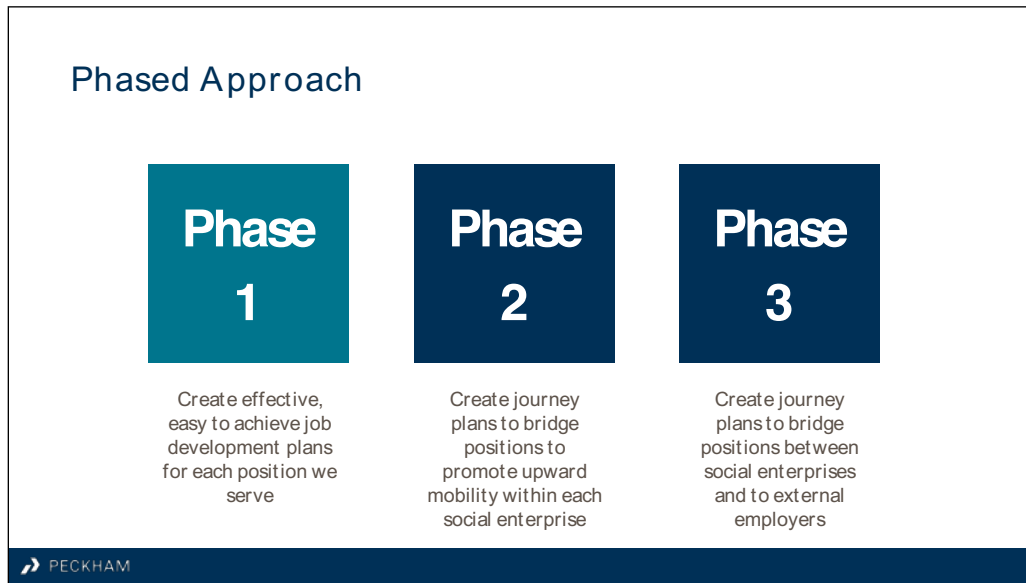 Phased Approach
Phase
1
Create effective,
easy to achieve job
development plans
for each position we
serve
Phase
2
Create journey
plans to bridge
positions to
promote upward
mobility within each
social enterprise
Phase
3
Create journey
plans to bridge
positions between
social enterprises
and to external
employers
PECKHAM